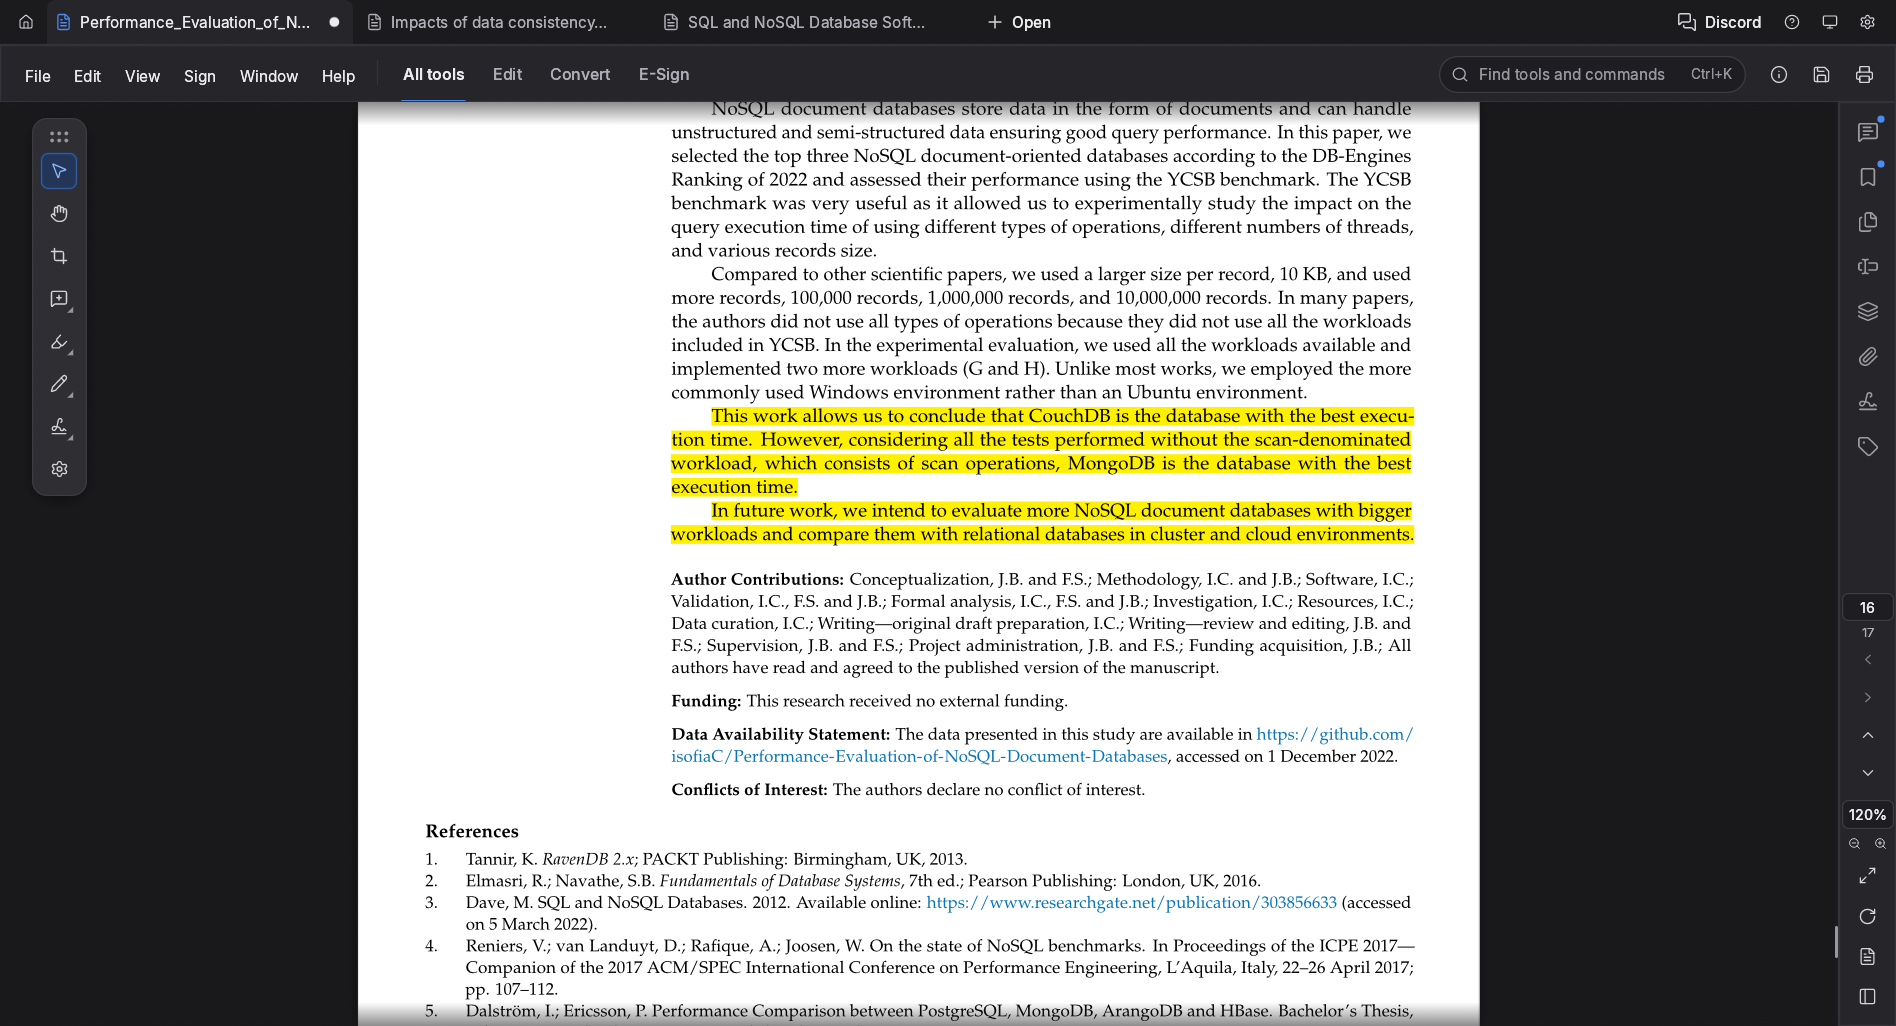 Performance_Evaluation_of_N...
Impacts of data consistency...
SQL and NoSQL Database Soft...
Open
Discord
File Edit View Sign Window Help
All tools Edit Convert E-Sign
Find tools and commands Ctrl+K
NoSQL document databases store data in the form of documents and can handle
unstructured and semi-structured data ensuring good query performance. In this paper, we
selected the top three NoSQL document-oriented databases according to the DB-Engines
Ranking of 2022 and assessed their performance using the YCSB benchmark. The YCSB
benchmark was very useful as it allowed us to experimentally study the impact on the
query execution time of using different types of operations, different numbers of threads,
and various records size.
Compared to other scientific papers, we used a larger size per record, 10 KB, and used
more records, 100,000 records, 1,000,000 records, and 10,000,000 records. In many papers,
the authors did not use all types of operations because they did not use all the workloads
included in YCSB. In the experimental evaluation, we used all the workloads available and
implemented two more workloads (G and H). Unlike most works, we employed the more
commonly used Windows environment rather than an Ubuntu environment.
This work allows us to conclude that CouchDB is the database with the best execu-
tion time. However, considering all the tests performed without the scan-denominated
workload, which consists of scan operations, MongoDB is the database with the best
execution time.
In future work, we intend to evaluate more NoSQL document databases with bigger
workloads and compare them with relational databases in cluster and cloud environments.
Author Contributions: Conceptualization, J.B. and F.S.; Methodology, I.C. and J.B.; Software, I.C.;
Validation, I.C., F.S. and J.B.; Formal analysis, I.C., F.S. and J.B.; Investigation, I.C.; Resources, I.C.;
Data curation, I.C.; Writing—original draft preparation, I.C.; Writing—review and editing, J.B. and
F.S.; Supervision, J.B. and F.S.; Project administration, J.B. and F.S.; Funding acquisition, J.B.; All
authors have read and agreed to the published version of the manuscript.
Funding: This research received no external funding.
Data Availability Statement: The data presented in this study are available in https://github.com/
isofiaC/Performance-Evaluation-of-NoSQL-Document-Databases, accessed on 1 December 2022.
Conflicts of Interest: The authors declare no conflict of interest.
References
1. Tannir, K. RavenDB 2.x; PACKT Publishing: Birmingham, UK, 2013.
2. Elmasri, R.; Navathe, S.B. Fundamentals of Database Systems, 7th ed.; Pearson Publishing: London, UK, 2016.
3. Dave, M. SQL and NoSQL Databases. 2012. Available online: https://www.researchgate.net/publication/303856633 (accessed
on 5 March 2022).
4. Reniers, V.; van Landuyt, D.; Rafique, A.; Joosen, W. On the state of NoSQL benchmarks. In Proceedings of the ICPE 2017—
Companion of the 2017 ACM/SPEC International Conference on Performance Engineering, L'Aquila, Italy, 22–26 April 2017;
pp. 107–112.
5. Dalström, J.; Ericsson, P. Performance Comparison between PostgreSQL, MongoDB, ArangoDB and HBase. Bachelor's Thesis,
16
17
120%